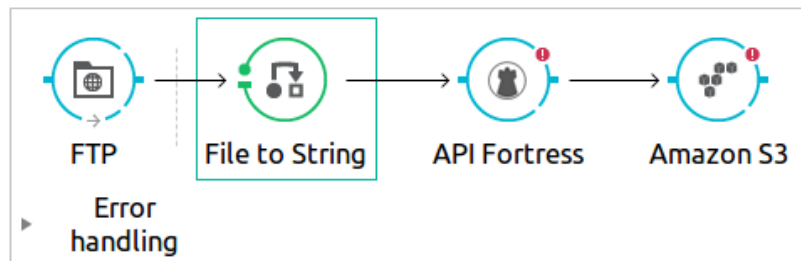 FTP
File to String
API Fortress
Amazon S3
Error
handling